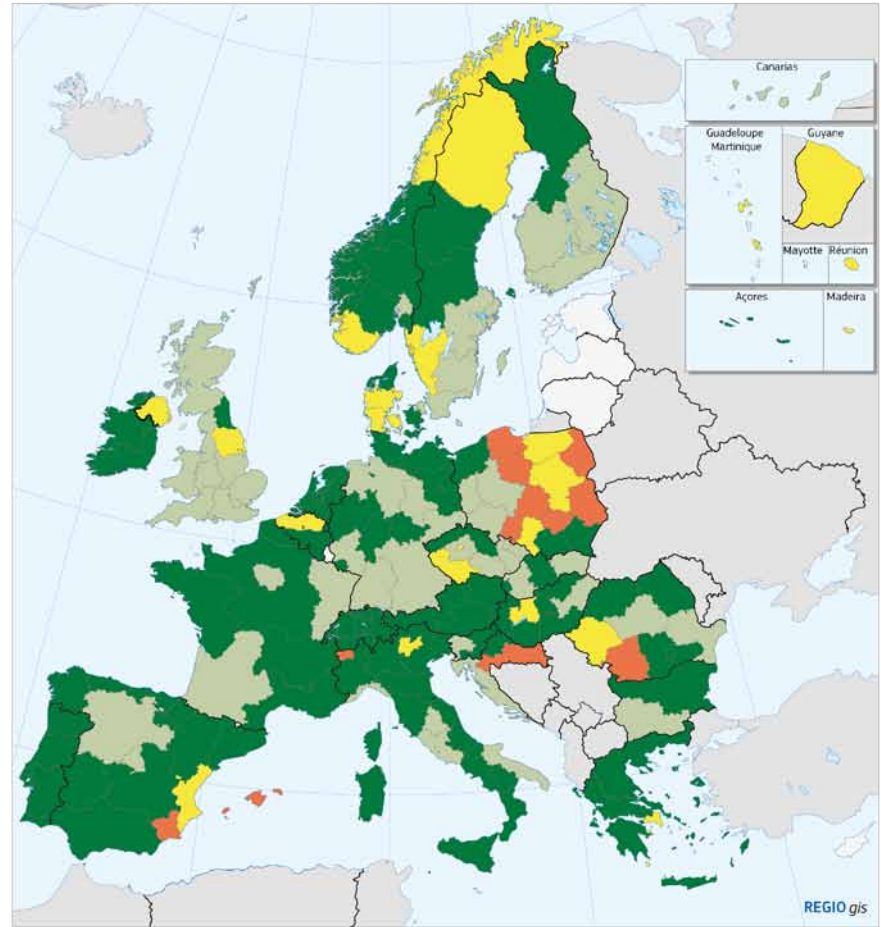 Canarias
Guadeloupe
Martinique
Guyane
Mayotte
Réunion
Açores
Madeira
REGIO gis